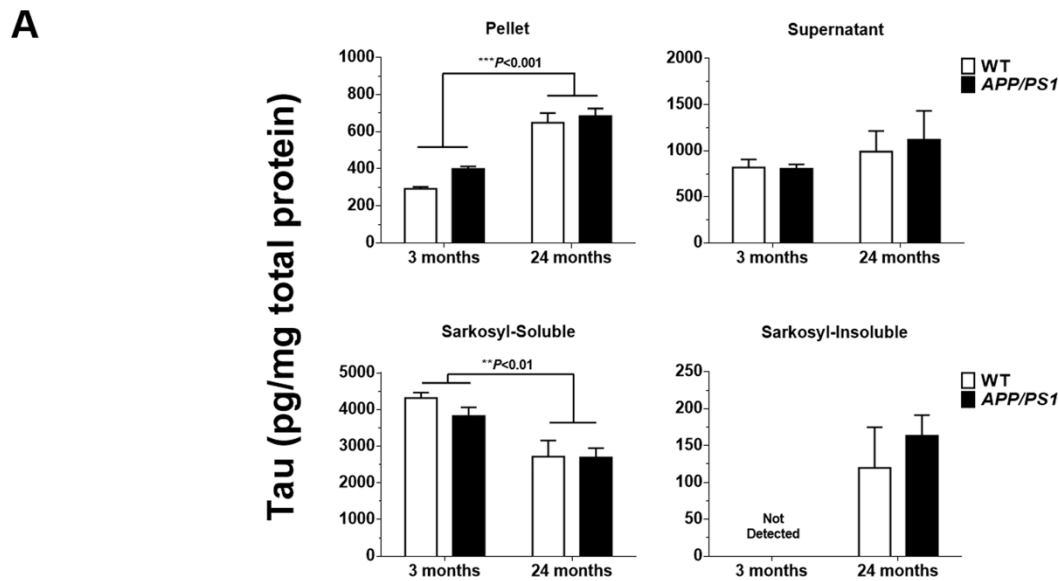 A
Tau (pg/mg total protein)
Pellet
1000
800
600
400
200
0
***P<0.001
3 months
24 months
Supernatant
2000
1500
1000
500
0
3 months
24 months
WT
APP/PS1
Sarkosyl-Soluble
5000
4000
3000
2000
1000
0
**P<0.01
3 months
24 months
Sarkosyl-Insoluble
250
200
150
100
50
0
Not
Detected
3 months
24 months
WT
APP/PS1